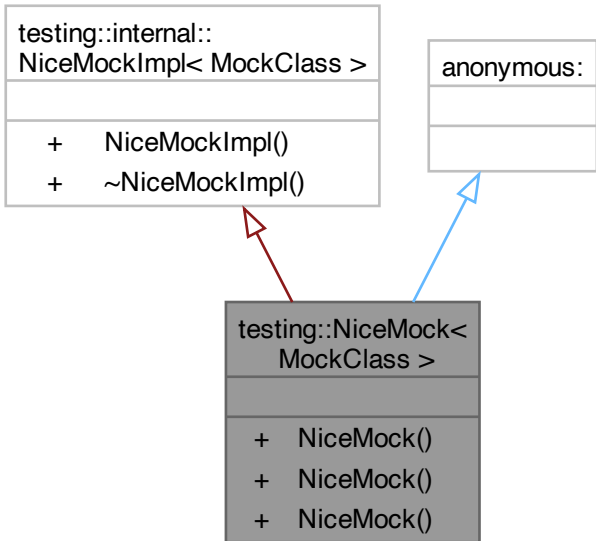 testing::internal::
NiceMockImpl< MockClass >
+ NiceMockImpl()
+ ~NiceMockImpl()
anonymous:
testing::NiceMock<
MockClass >
+ NiceMock()
+ NiceMock()
+ NiceMock()